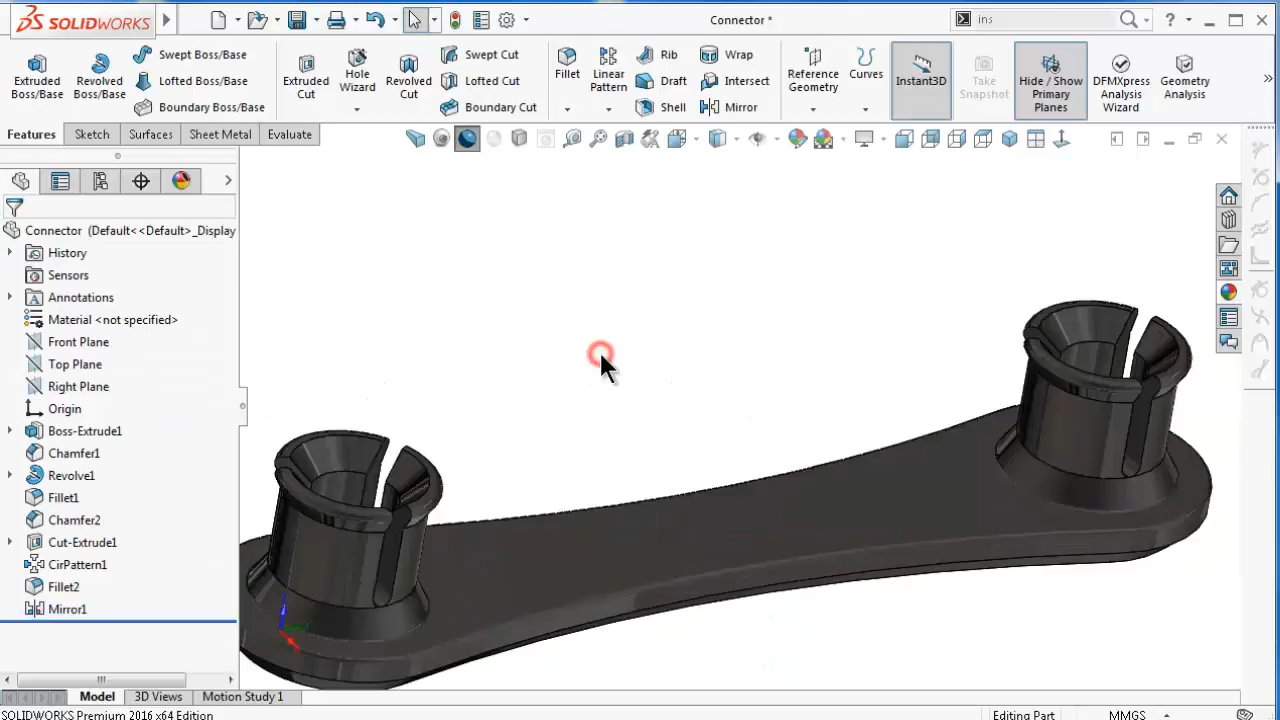 SOLIDWORKS
Connector *
ins
Extruded Boss/Base
Revolved Boss/Base
Swept Boss/Base
Lofted Boss/Base
Boundary Boss/Base
Extruded Cut
Hole Wizard
Revolved Cut
Swept Cut
Lofted Cut
Boundary Cut
Fillet
Linear Pattern
Rib
Draft
Shell
Wrap
Intersect
Mirror
Reference Geometry
Curves
Instant3D
Take Snapshot
Hide / Show Primary Planes
DFMXpress Analysis Wizard
Geometry Analysis
Features
Sketch
Surfaces
Sheet Metal
Evaluate
Connector (Default<<Default>_Display
History
Sensors
Annotations
Material <not specified>
Front Plane
Top Plane
Right Plane
Origin
Boss-Extrude1
Chamfer1
Revolve1
Fillet1
Chamfer2
Cut-Extrude1
CirPattern1
Fillet2
Mirror1
Model
3D Views
Motion Study 1
SOLIDWORKS Premium 2016 x64 Edition
Editing Part
MMGS